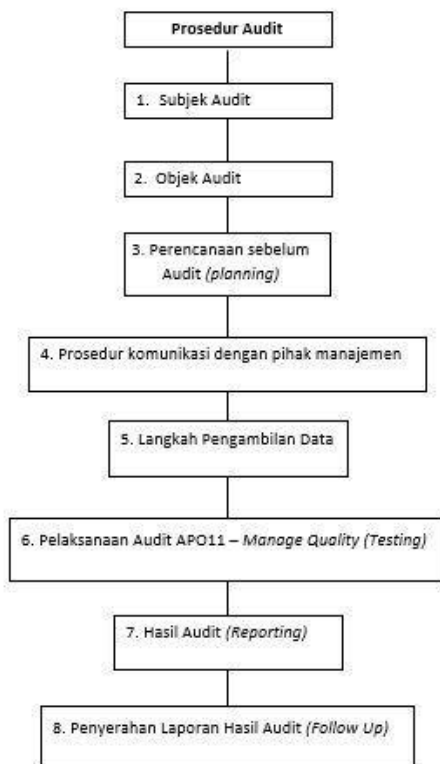 Prosedur Audit
1. Subjek Audit
2. Objek Audit
3. Perencanaan sebelum
Audit (planning)
4. Prosedur komunikasi dengan pihak manajemen
5. Langkah Pengambilan Data
6. Pelaksanaan Audit APO11 – Manage Quality (Testing)
7. Hasil Audit (Reporting)
8. Penyerahan Laporan Hasil Audit (Follow Up)